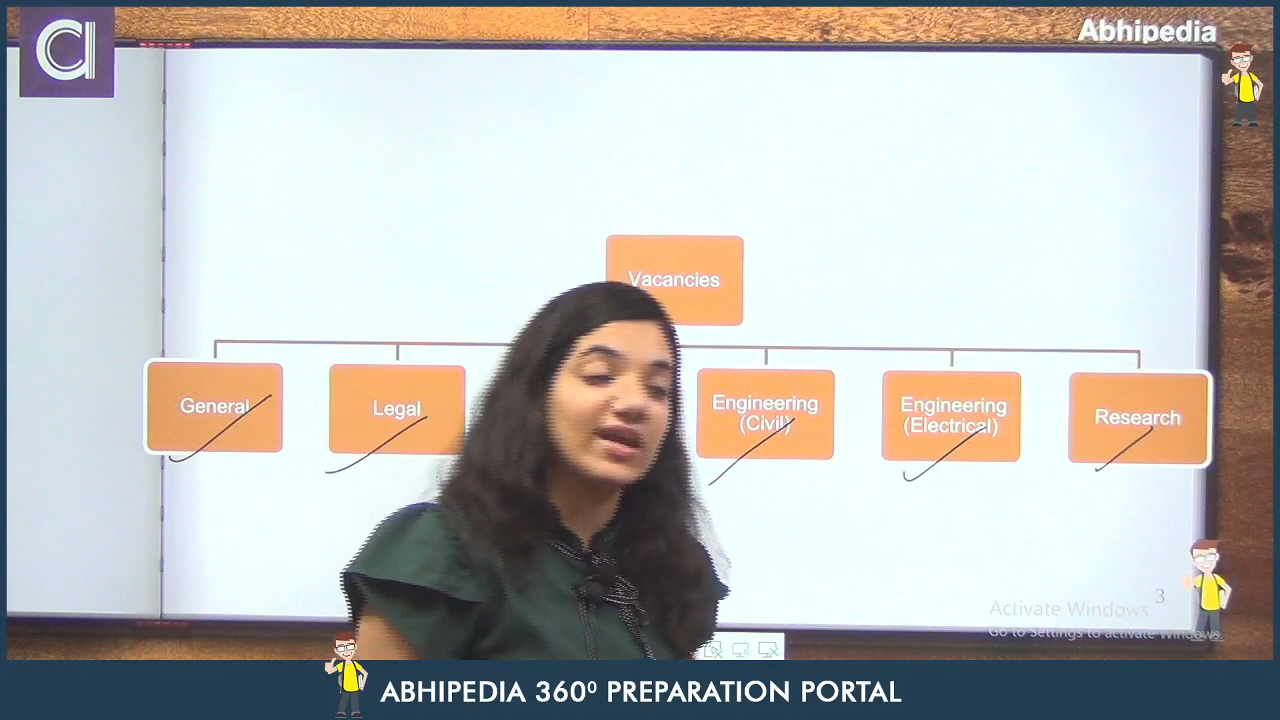 Abhipedia
Vacancies
General
Legal
Engineering
(Civil)
Engineering
(Electrical)
Research
3
Activate Windows
Go to Settings to activate Windows.
ABHIPEDIA 360º PREPARATION PORTAL